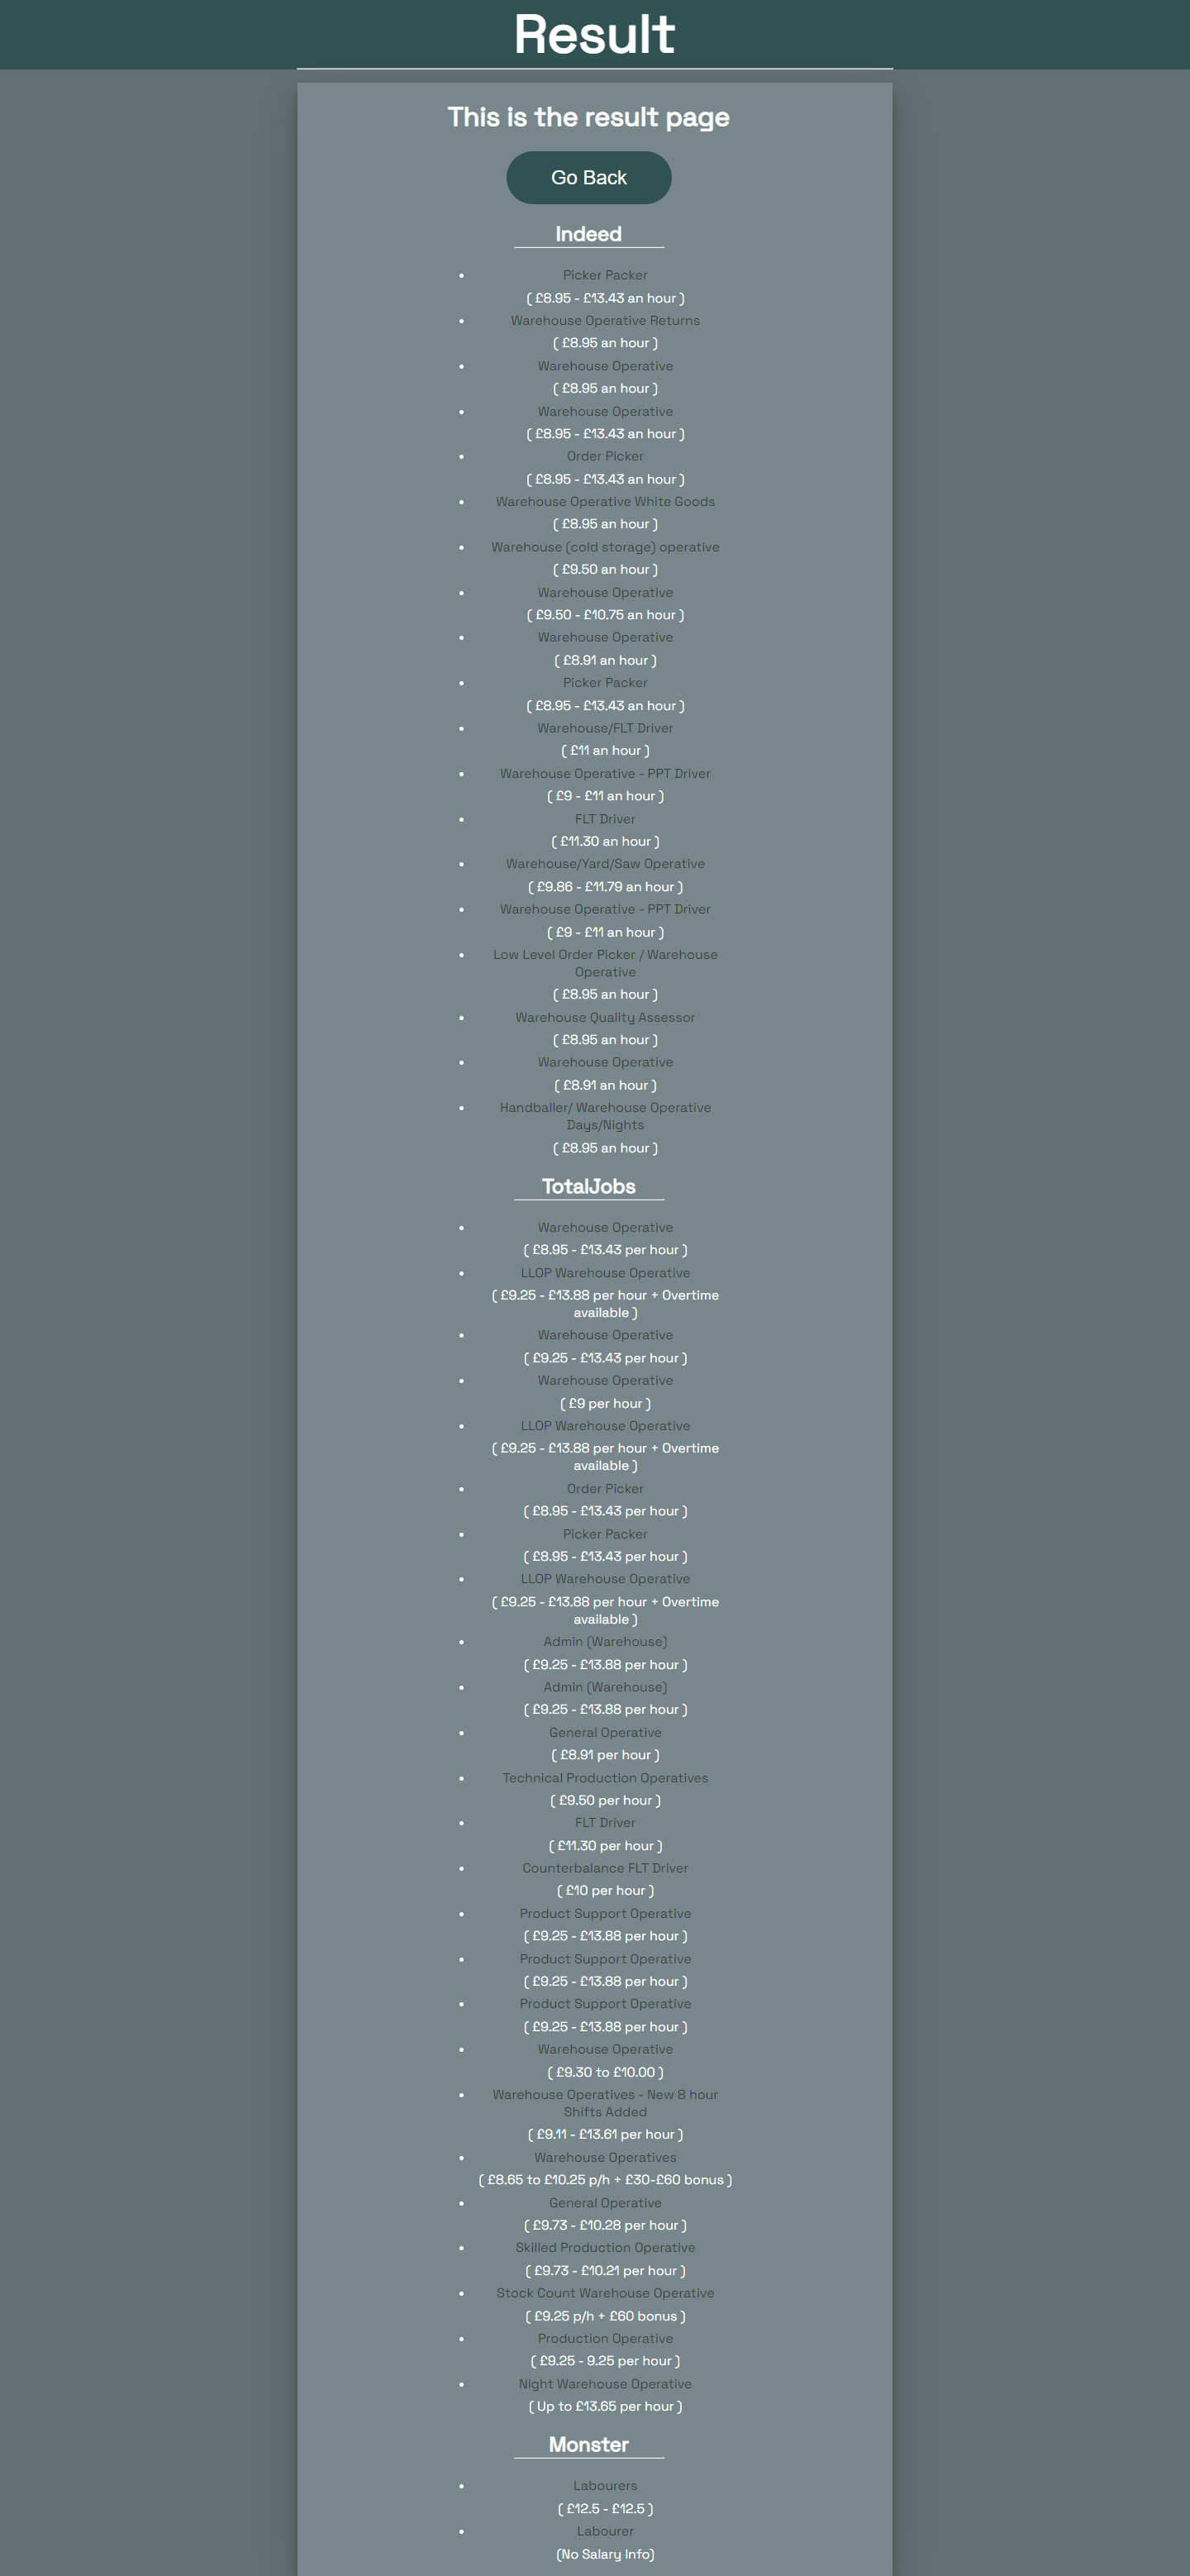 Result
This is the result page
Go Back
Indeed
Picker Packer
( £8.95 - £13.43 an hour )
Warehouse Operative Returns
( £8.95 an hour )
Warehouse Operative
( £8.95 an hour )
Warehouse Operative
( £8.95 - £13.43 an hour )
Order Picker
( £8.95 - £13.43 an hour )
Warehouse Operative White Goods
( £8.95 an hour )
Warehouse (cold storage) operative
( £9.50 an hour )
Warehouse Operative
( £9.50 - £10.75 an hour )
Warehouse Operative
( £8.91 an hour )
Picker Packer
( £8.95 - £13.43 an hour )
Warehouse/FLT Driver
( £11 an hour )
Warehouse Operative - PPT Driver
( £9 - £11 an hour )
FLT Driver
( £11.30 an hour )
Warehouse/Yard/Saw Operative
( £9.86 - £11.79 an hour )
Warehouse Operative - PPT Driver
( £9 - £11 an hour )
Low Level Order Picker / Warehouse
Operative
( £8.95 an hour )
Warehouse Quality Assessor
( £8.95 an hour )
Warehouse Operative
( £8.91 an hour )
Handballer/ Warehouse Operative
Days/Nights
( £8.95 an hour )
TotalJobs
Warehouse Operative
( £8.95 - £13.43 per hour )
LLOP Warehouse Operative
( £9.25 - £13.88 per hour + Overtime
available )
Warehouse Operative
( £9.25 - £13.43 per hour )
Warehouse Operative
( £9 per hour )
LLOP Warehouse Operative
( £9.25 - £13.88 per hour + Overtime
available )
Order Picker
( £8.95 - £13.43 per hour )
Picker Packer
( £8.95 - £13.43 per hour )
LLOP Warehouse Operative
( £9.25 - £13.88 per hour + Overtime
available )
Admin (Warehouse)
( £9.25 - £13.88 per hour )
Admin (Warehouse)
( £9.25 - £13.88 per hour )
General Operative
( £8.91 per hour )
Technical Production Operatives
( £9.50 per hour )
FLT Driver
( £11.30 per hour )
Counterbalance FLT Driver
( £10 per hour )
Product Support Operative
( £9.25 - £13.88 per hour )
Product Support Operative
( £9.25 - £13.88 per hour )
Product Support Operative
( £9.25 - £13.88 per hour )
Warehouse Operative
( £9.30 to £10.00 )
Warehouse Operatives - New 8 hour
Shifts Added
( £9.11 - £13.61 per hour )
Warehouse Operatives
( £8.65 to £10.25 p/h + £30-£60 bonus )
General Operative
( £9.73 - £10.28 per hour )
Skilled Production Operative
( £9.73 - £10.21 per hour )
Stock Count Warehouse Operative
( £9.25 p/h + £60 bonus )
Production Operative
( £9.25 - 9.25 per hour )
Night Warehouse Operative
( Up to £13.65 per hour )
Monster
Labourers
( £12.5 - £12.5 )
Labourer
(No Salary Info)